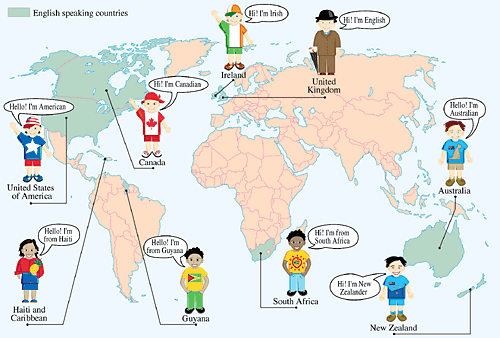 English speaking countries
Hi! I'm Irish
Ireland
Hi! I'm English
United
Kingdom
Hi! I'm Canadian
Canada
Hello! I'm American
United States
of America
Hello! I'm
Australian
Australia
Hello! I'm
from Haiti
Haiti and
Caribbean
Hello! I'm
from Guyana
Guyana
Hi! I'm from
South Africa
South Africa
Hi! I'm New
Zealander
New Zealand